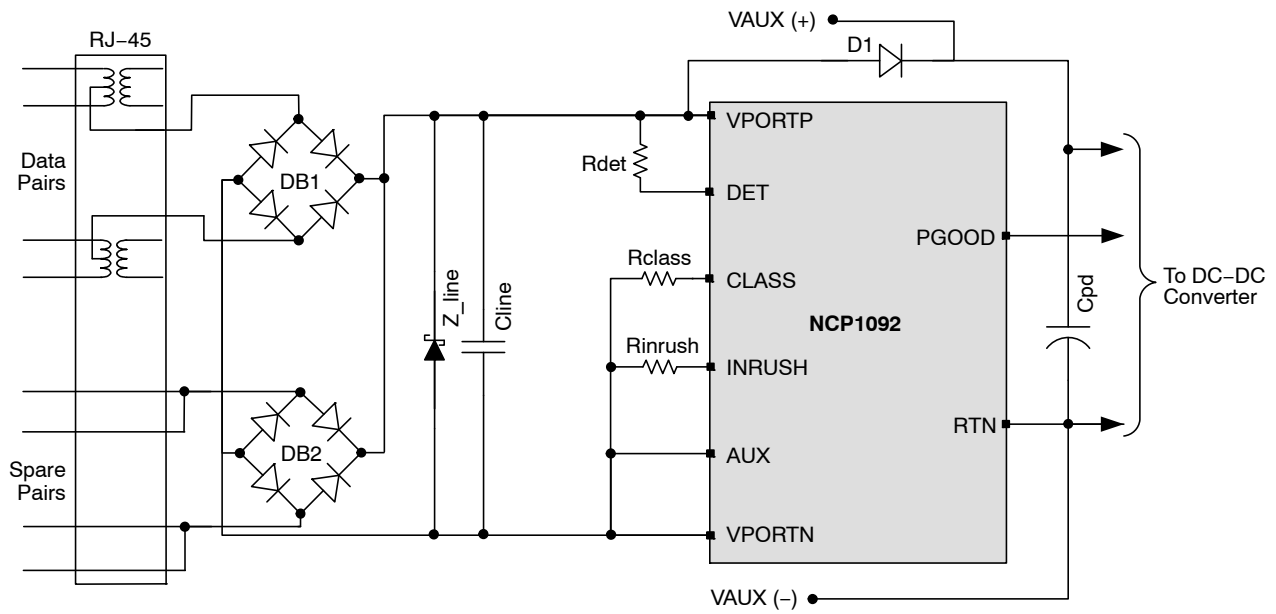 VAUX (+)
RJ−45
D1
VPORTP
Rdet
Data
Pairs
DB1
DET
PGOOD
Rclass
CLASS
To DC−DC
Converter
Z_line
Cline
Cpd
NCP1092
Rinrush
INRUSH
RTN
DB2
AUX
Spare
Pairs
VPORTN
VAUX (−)